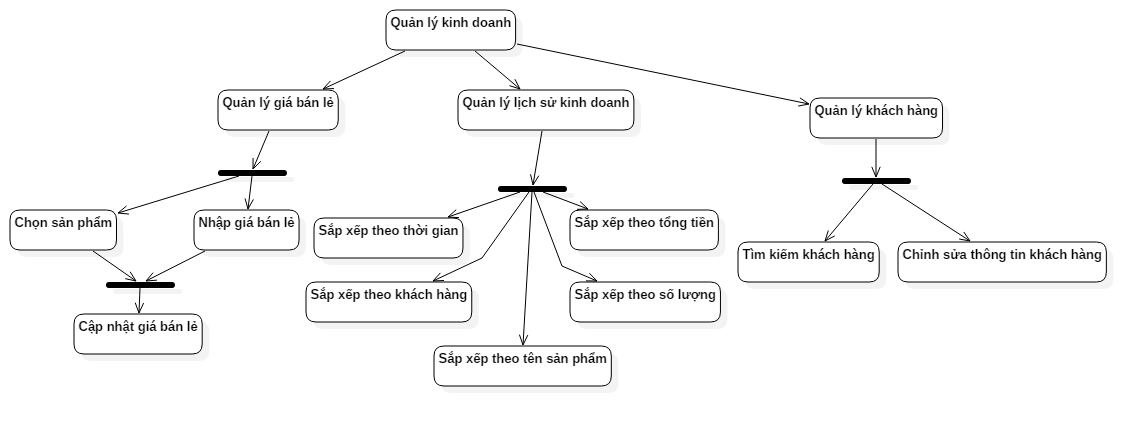 Quản lý kinh doanh
Quản lý giá bán lẻ
Quản lý lịch sử kinh doanh
Quản lý khách hàng
Chọn sản phẩm
Nhập giá bán lẻ
Sắp xếp theo thời gian
Sắp xếp theo tổng tiền
Tìm kiếm khách hàng
Chỉnh sửa thông tin khách hàng
Sắp xếp theo khách hàng
Sắp xếp theo số lượng
Cập nhật giá bán lẻ
Sắp xếp theo tên sản phẩm